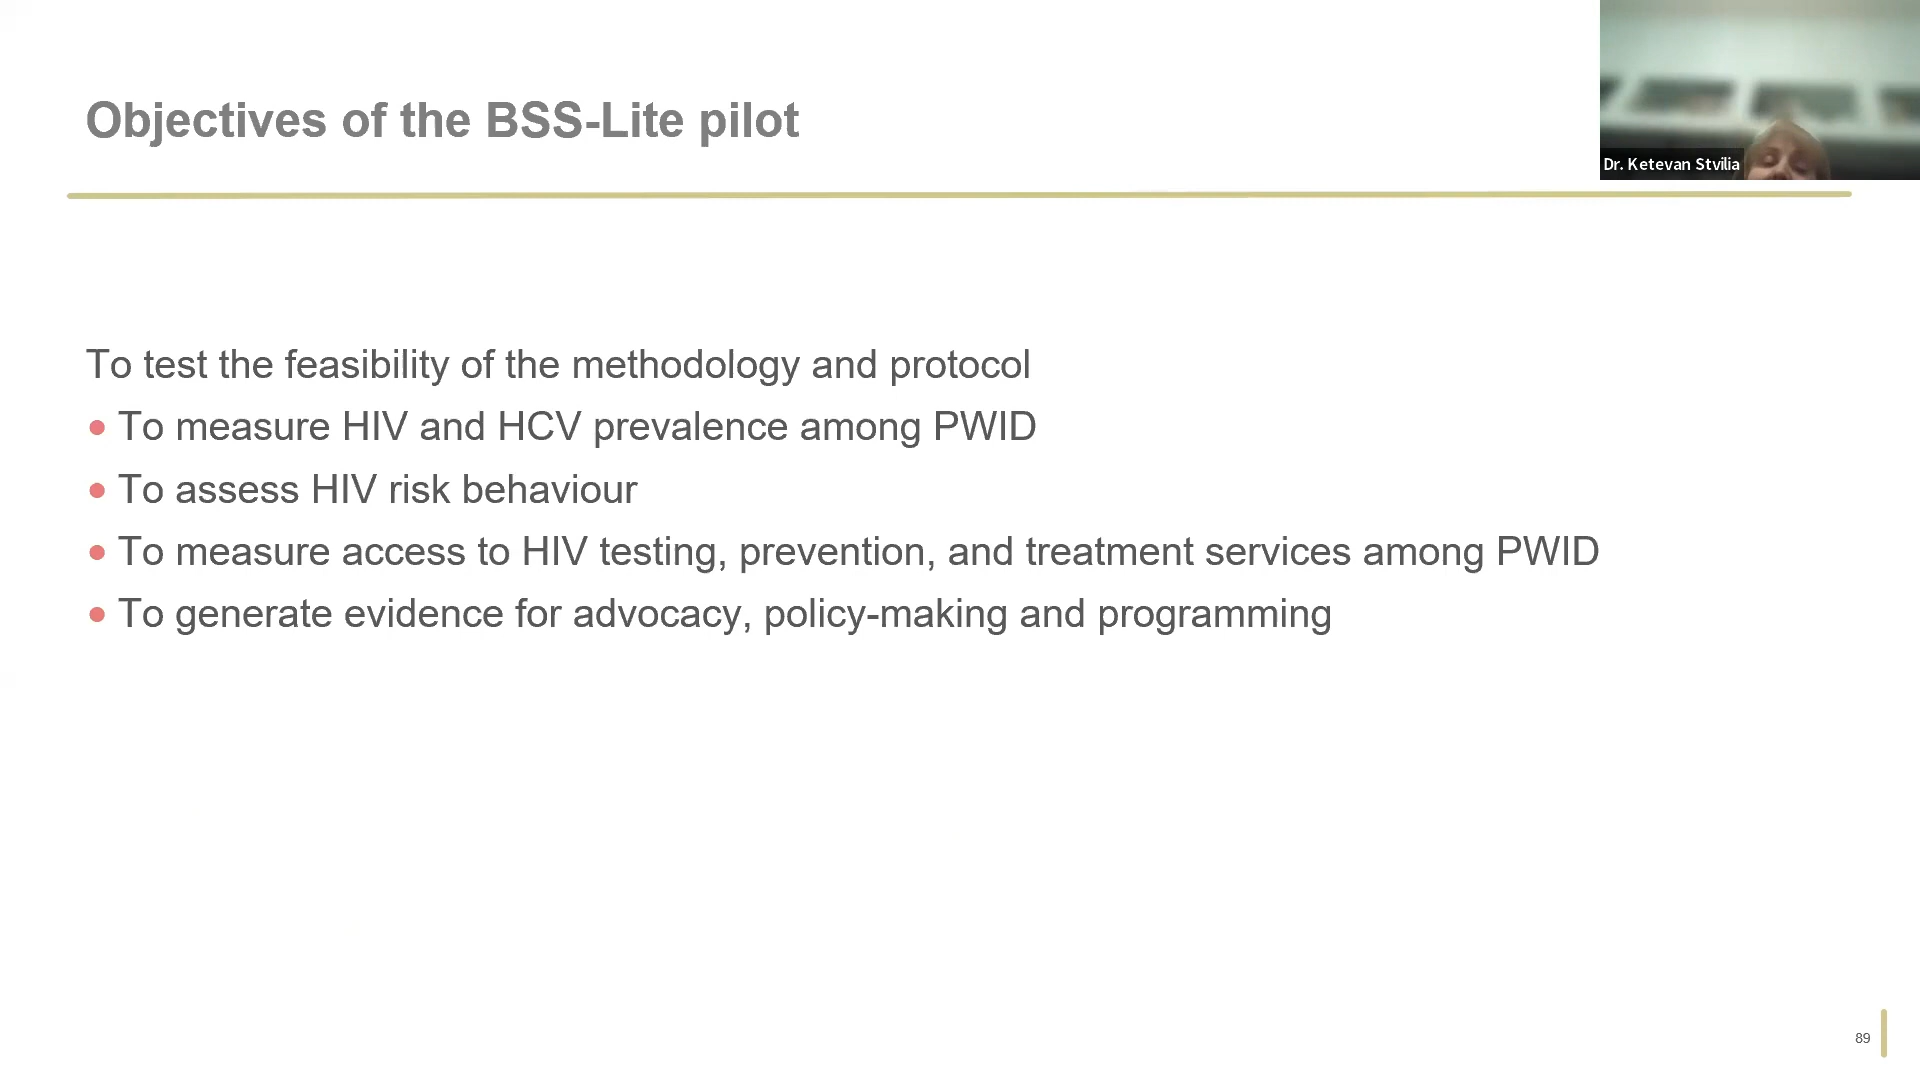 Objectives of the BSS-Lite pilot
Dr. Ketevan Stvilia
To test the feasibility of the methodology and protocol
• To measure HIV and HCV prevalence among PWID
• To assess HIV risk behaviour
• To measure access to HIV testing, prevention, and treatment services among PWID
• To generate evidence for advocacy, policy-making and programming
89